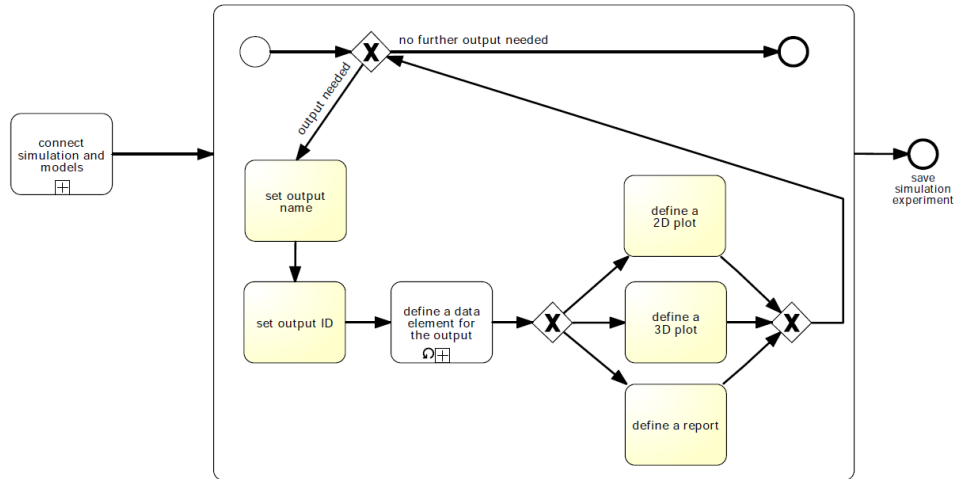 no further output needed
output needed
connect
simulation and
models
save
simulation
experiment
set output
name
define a
2D plot
set output ID
define a data
element for
the output
define a
3D plot
define a report